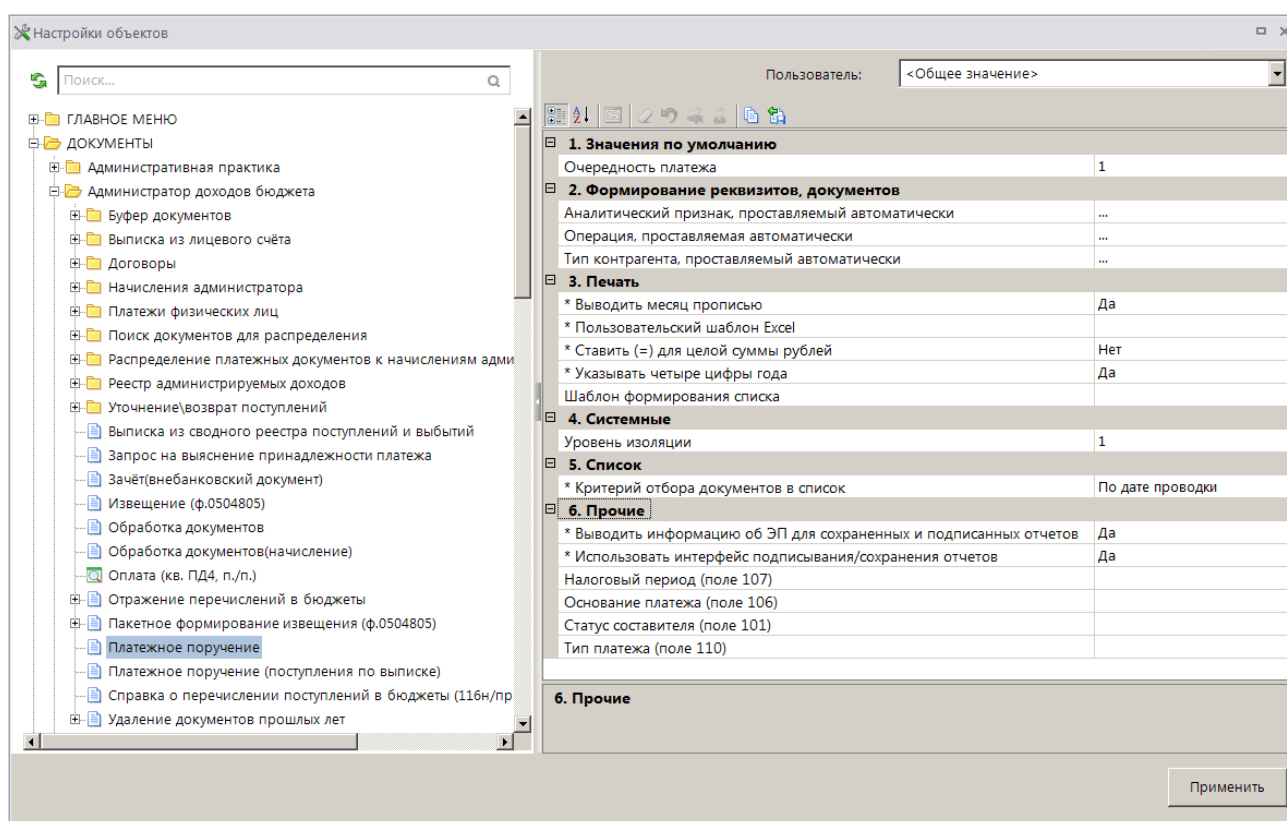 Настройки объектов
Поиск...
ГЛАВНОЕ МЕНЮ
ДОКУМЕНТЫ
Административная практика
Администратор доходов бюджета
Буфер документов
Выписка из лицевого счёта
Договоры
Начисления администратора
Платежи физических лиц
Поиск документов для распределения
Распределение платежных документов к начислениям адми
Реестр администрируемых доходов
Уточнение\возврат поступлений
Выписка из сводного реестра поступлений и выбытий
Запрос на выяснение принадлежности платежа
Зачёт(внебанковский документ)
Извещение (ф.0504805)
Обработка документов
Обработка документов(начисление)
Оплата (кв. ПД4, п./п.)
Отражение перечислений в бюджеты
Пакетное формирование извещения (ф.0504805)
Платежное поручение
Платежное поручение (поступления по выписке)
Справка о перечислении поступлений в бюджеты (116н/пр
Удаление документов прошлых лет
Пользователь: <Общее значение>
1. Значения по умолчанию
Очередность платежа 1
2. Формирование реквизитов, документов
Аналитический признак, проставляемый автоматически ...
Операция, проставляемая автоматически ...
Тип контрагента, проставляемый автоматически ...
3. Печать
* Выводить месяц прописью Да
* Пользовательский шаблон Excel
* Ставить (=) для целой суммы рублей Нет
* Указывать четыре цифры года Да
Шаблон формирования списка
4. Системные
Уровень изоляции 1
5. Список
* Критерий отбора документов в список По дате проводки
6. Прочие
* Выводить информацию об ЭП для сохраненных и подписанных отчетов Да
* Использовать интерфейс подписывания/сохранения отчетов Да
Налоговый период (поле 107)
Основание платежа (поле 106)
Статус составителя (поле 101)
Тип платежа (поле 110)
6. Прочие
Применить